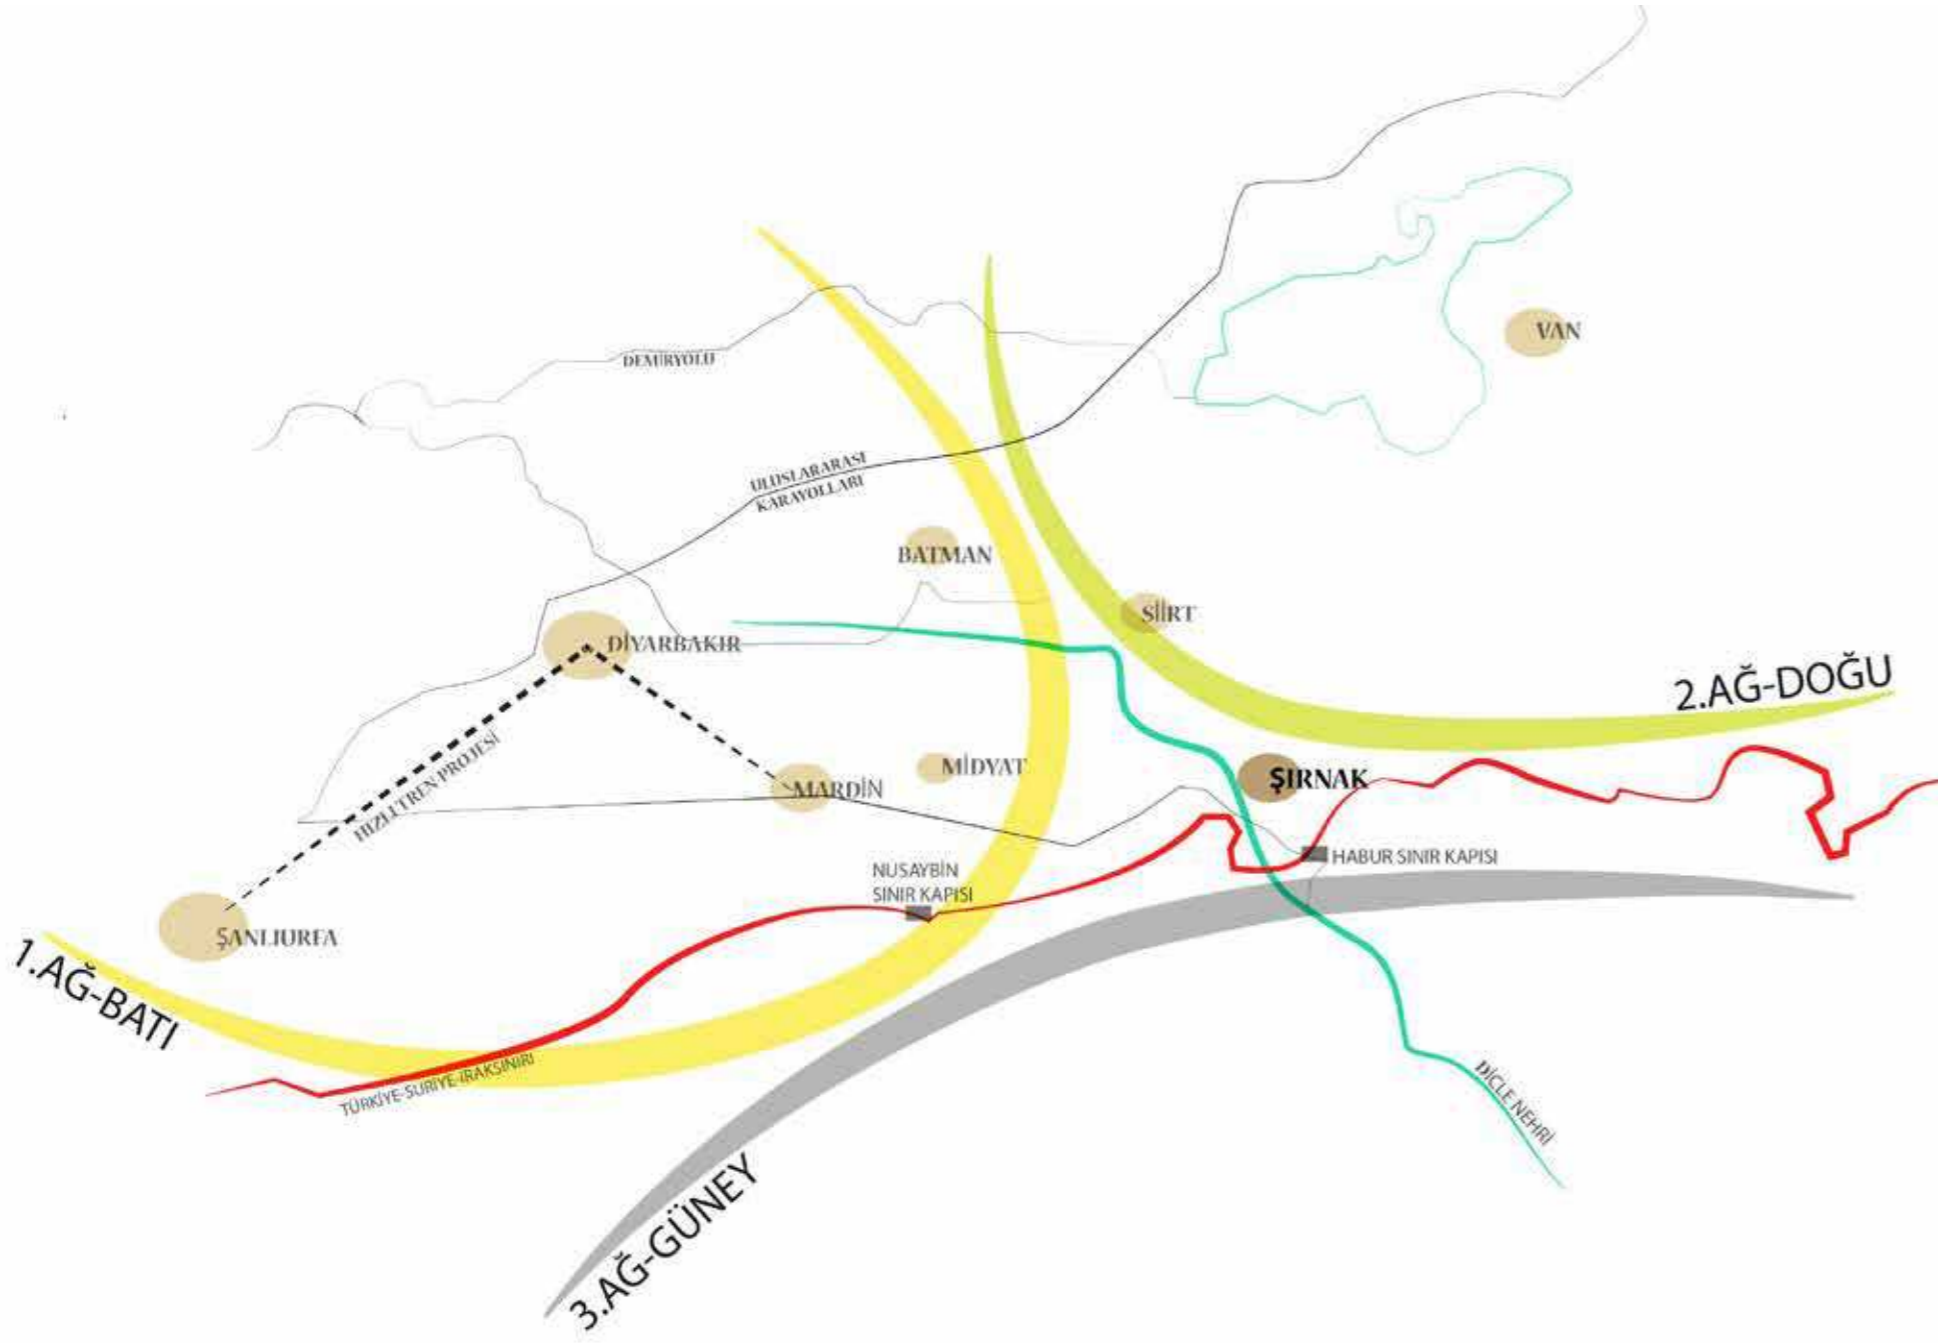 VAN
DEMİRYOLU
ULUSLARARASI
KARAYOLLARI
BATMAN
SİİRT
DİYARBAKIR
2.AĞ-DOĞU
HIZLI TREN PROJESİ
MARDİN
MİDYAT
ŞIRNAK
NUSAYBİN
SINIR KAPISI
HABUR SINIR KAPISI
ŞANLIURFA
1.AĞ-BATI
TÜRKİYE-SURİYE-IRAKSINIRI
DİCLE NEHRİ
3.AĞ-GÜNEY